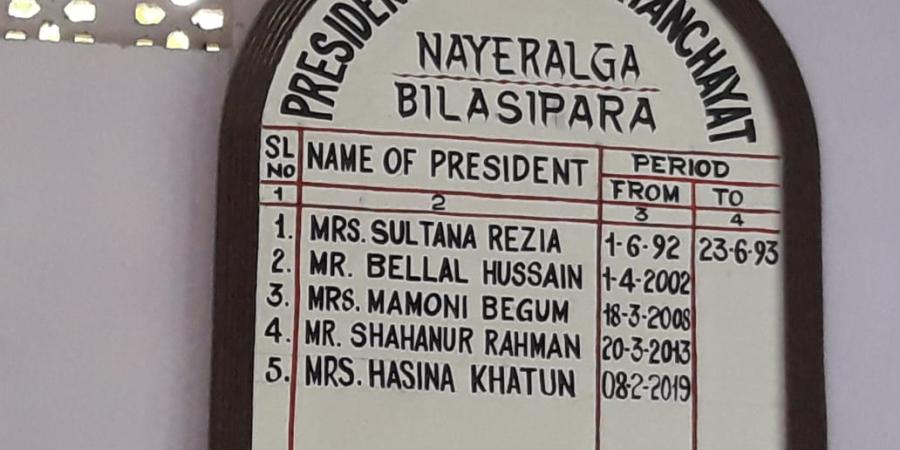 PRESIDEN
ANCHAYAT
NAYERALGA
BILASIPARA
SL NO NAME OF PRESIDENT PERIOD
FROM TO
1 2 3 4
1. MRS. SULTANA REZIA 1-6-92 23-6-93
2. MR. BELLAL HUSSAIN 1-4-2002
3. MRS. MAMONI BEGUM 18-3-2008
4. MR. SHAHANUR RAHMAN 20-3-2013
5. MRS. HASINA KHATUN 08-2-2019